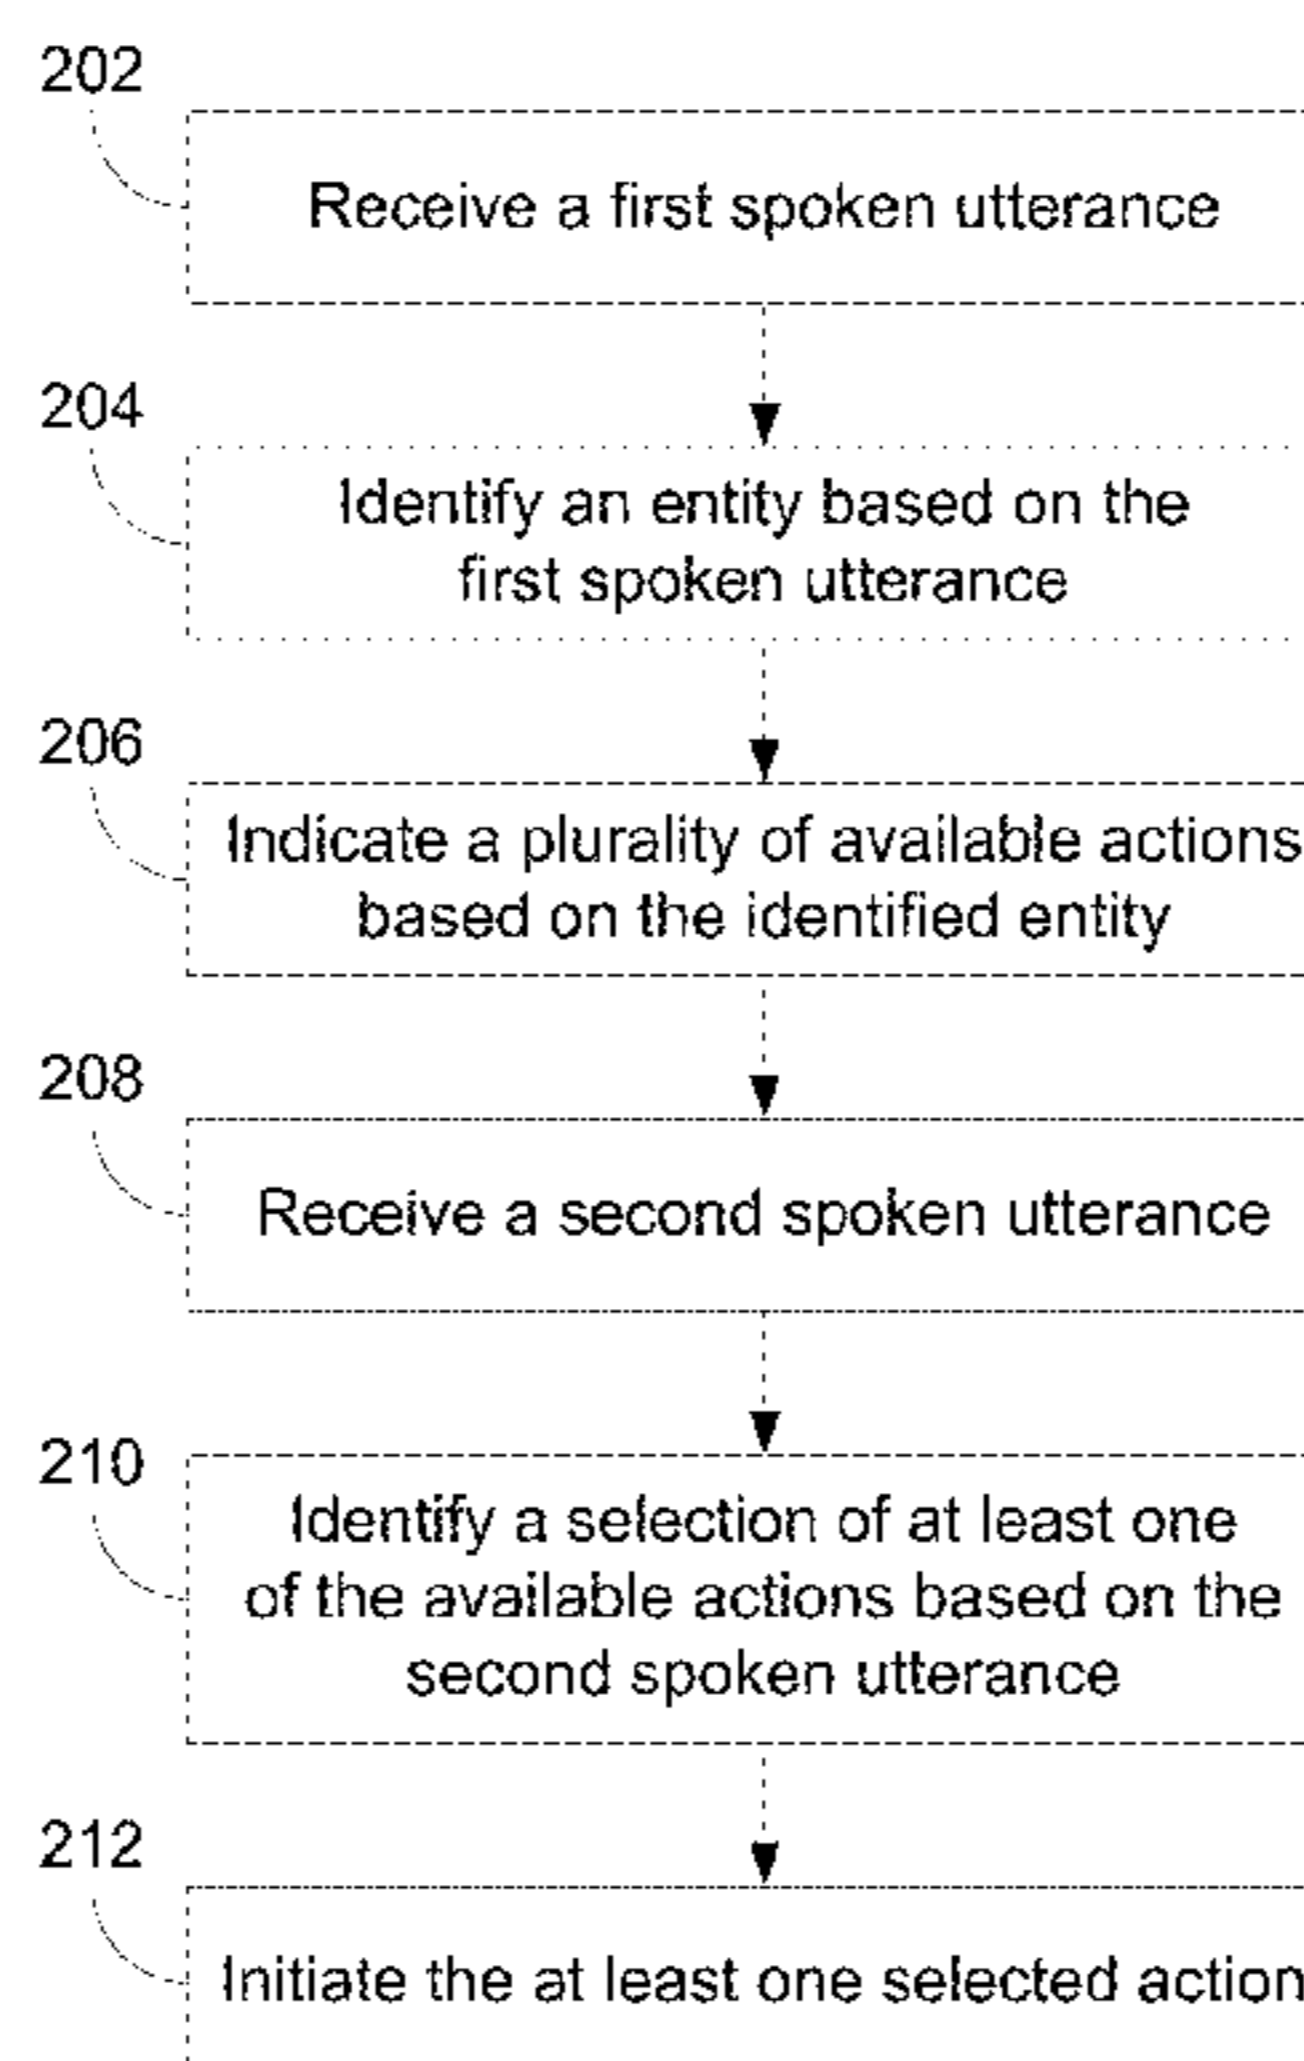 202
Receive a first spoken utterance
204
Identify an entity based on the
first spoken utterance
206
Indicate a plurality of available actions
based on the identified entity
208
Receive a second spoken utterance
210
Identify a selection of at least one
of the available actions based on the
second spoken utterance
212
Initiate the at least one selected action